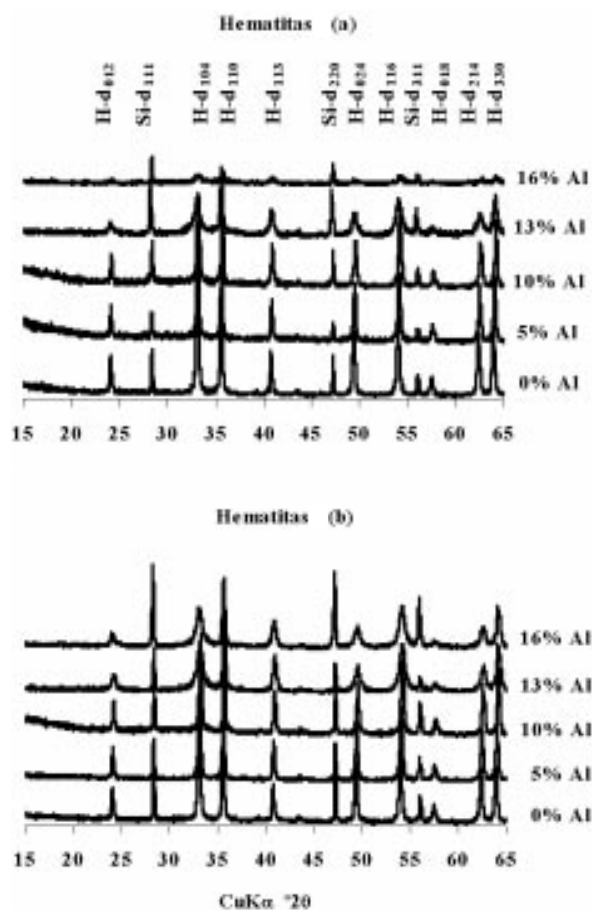 Hematitas (a)
H-d012
Si-d111
H-d104
H-d110
H-d113
Si-d220
H-d024
H-d116
Si-d311
H-d018
H-d214
H-d330
16% Al
13% Al
10% Al
5% Al
0% Al
15 20 25 30 35 40 45 50 55 60 65
Hematitas (b)
16% Al
13% Al
10% Al
5% Al
0% Al
15 20 25 30 35 40 45 50 55 60 65
CuKα °2θ